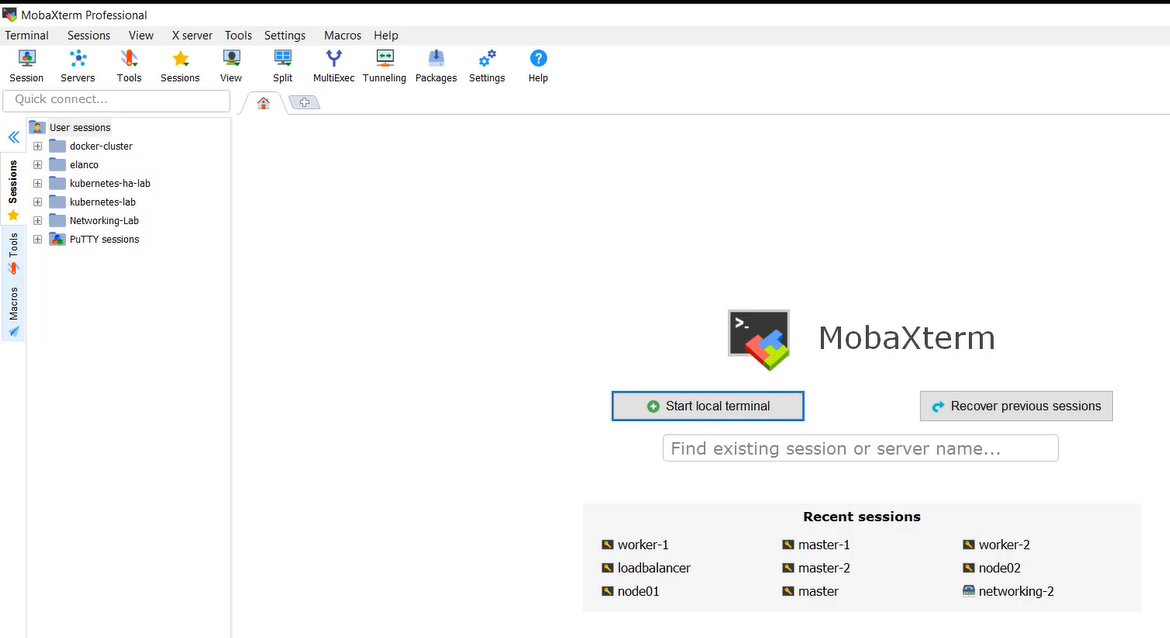 MobaXterm Professional
Terminal Sessions View X server Tools Settings Macros Help
Session Servers Tools Sessions View Split MultiExec Tunneling Packages Settings Help
Quick connect...
User sessions
docker-cluster
elanco
kubernetes-ha-lab
kubernetes-lab
Networking-Lab
PuTTY sessions
Sessions
Tools
Macros
>_
MobaXterm
Start local terminal Recover previous sessions
Find existing session or server name...
Recent sessions
worker-1 master-1 worker-2
loadbalancer master-2 node02
node01 master networking-2